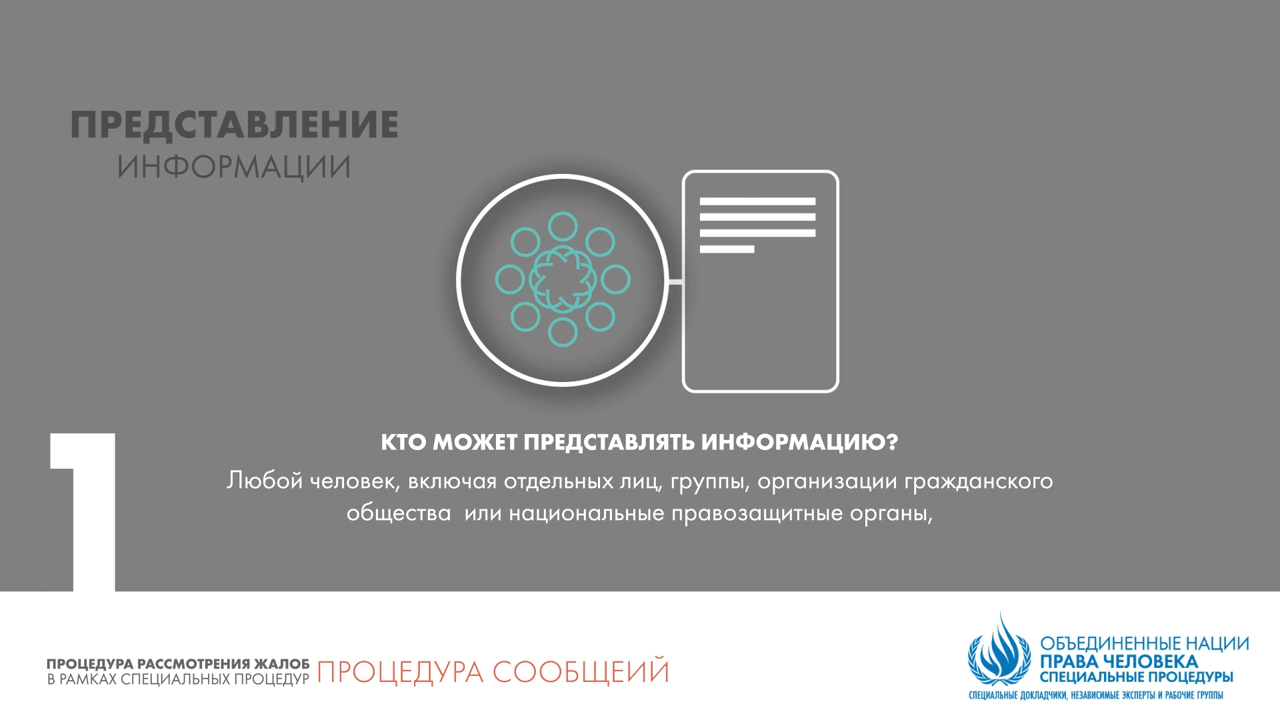 ПРЕДСТАВЛЕНИЕ
ИНФОРМАЦИИ
КТО МОЖЕТ ПРЕДСТАВЛЯТЬ ИНФОРМАЦИЮ?
Любой человек, включая отдельных лиц, группы, организации гражданского
общества или национальные правозащитные органы,
1
ПРОЦЕДУРА РАССМОТРЕНИЯ ЖАЛОБ
В РАМКАХ СПЕЦИАЛЬНЫХ ПРОЦЕДУР
ПРОЦЕДУРА СООБЩЕИЙ
ОБЪЕДИНЕННЫЕ НАЦИИ
ПРАВА ЧЕЛОВЕКА
СПЕЦИАЛЬНЫЕ ПРОЦЕДУРЫ
СПЕЦИАЛЬНЫЕ ДОКЛАДЧИКИ, НЕЗАВИСИМЫЕ ЭКСПЕРТЫ И РАБОЧИЕ ГРУППЫ